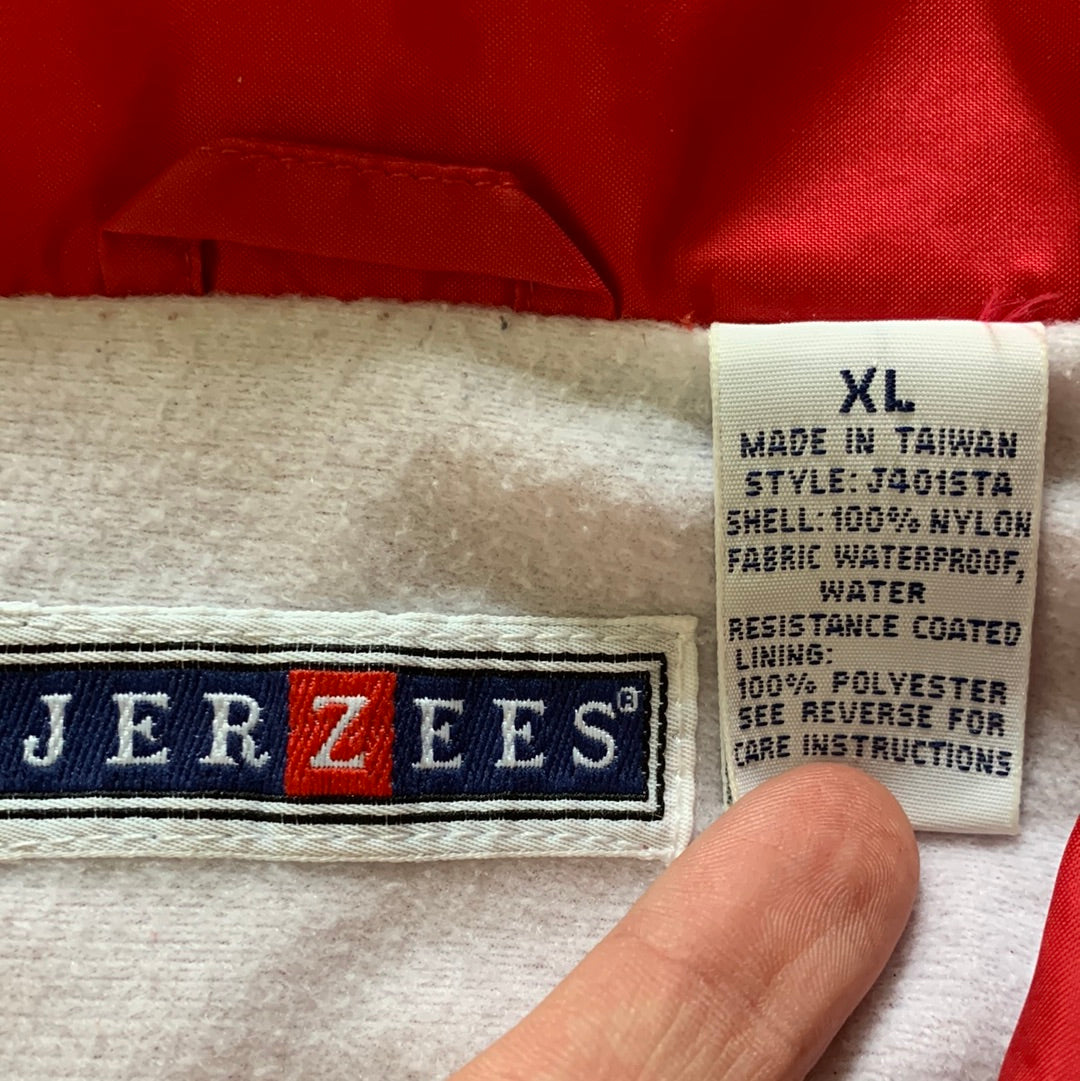 XL
MADE IN TAIWAN
STYLE: J401STA
SHELL: 100% NYLON
FABRIC WATERPROOF,
WATER
RESISTANCE COATED
LINING:
100% POLYESTER
SEE REVERSE FOR
CARE INSTRUCTIONS
JERZEES®